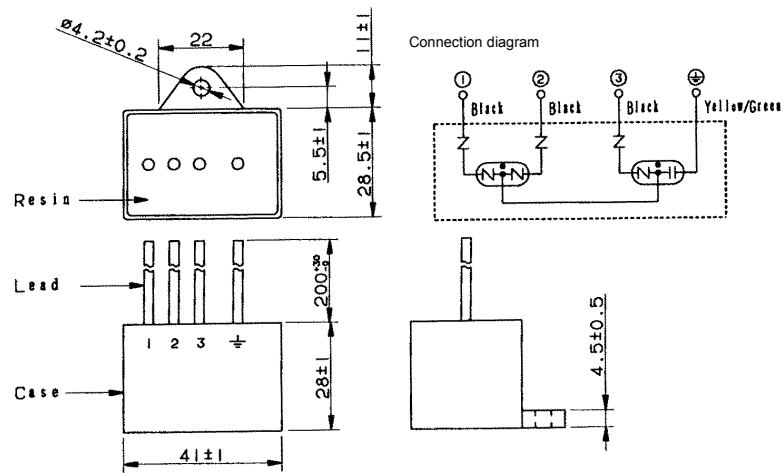 ø4.2±0.2
22
11±1
5.5±1
28.5±1
Resin
Connection diagram
① ② ③ ⏚
Black Black Black Yellow/Green
Lead
200+30-0
1 2 3 ⏚
Case
28±1
41±1
4.5±0.5